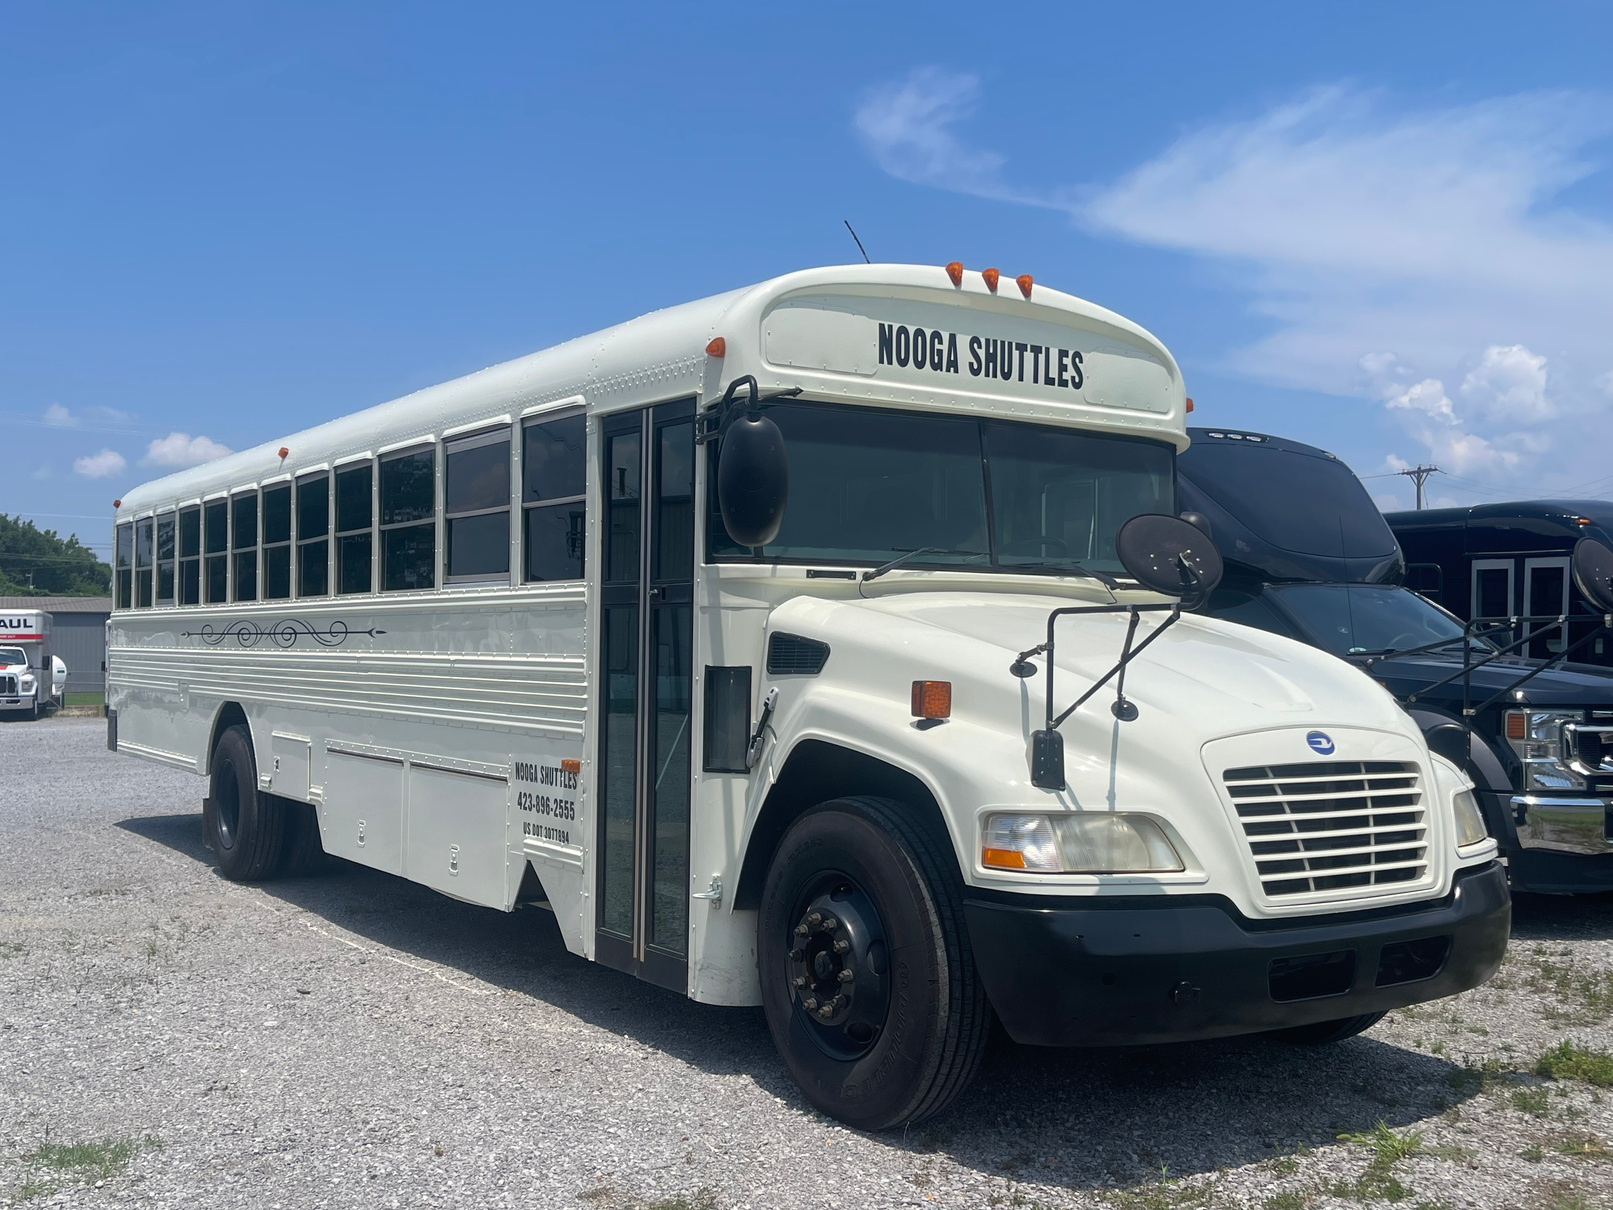 NOOGA SHUTTLES
NOOGA SHUTTLES
423-896-2555
US DOT 3077894
AUL